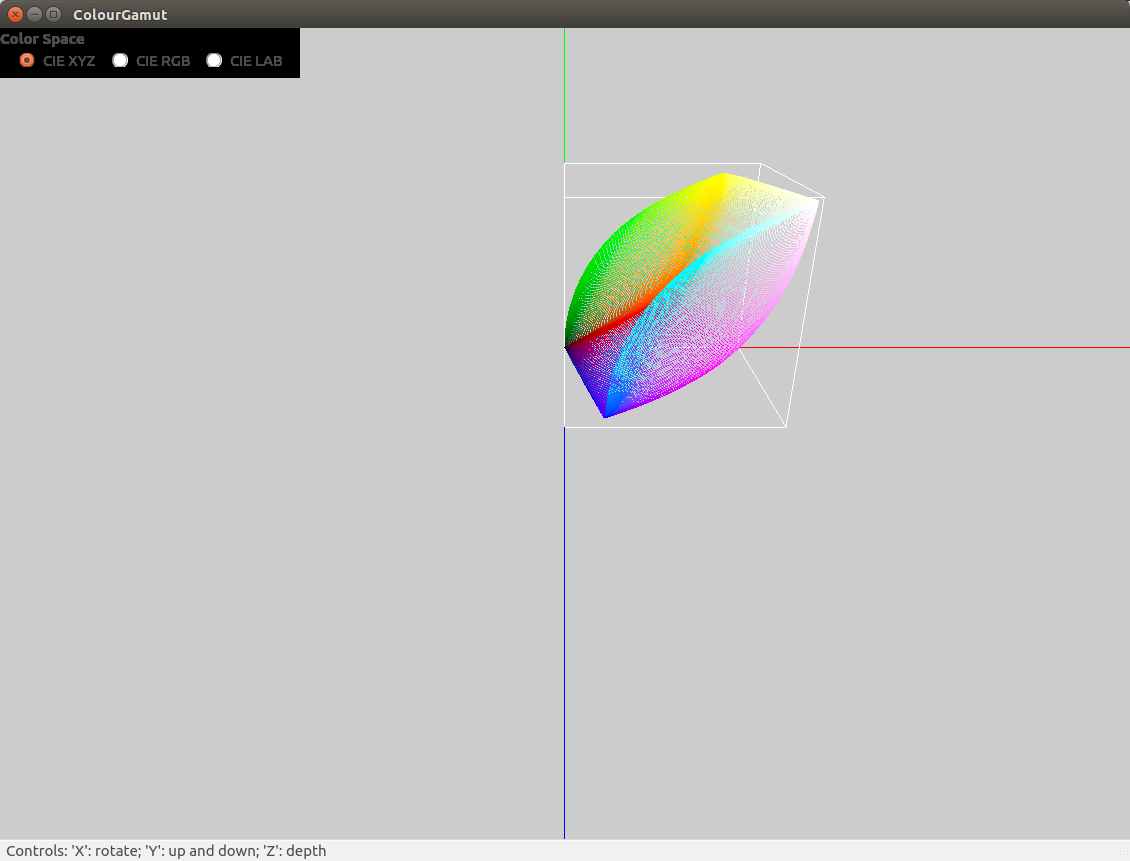 ColourGamut
Color Space
CIE XYZ CIE RGB CIE LAB
Controls: 'X': rotate; 'Y': up and down; 'Z': depth